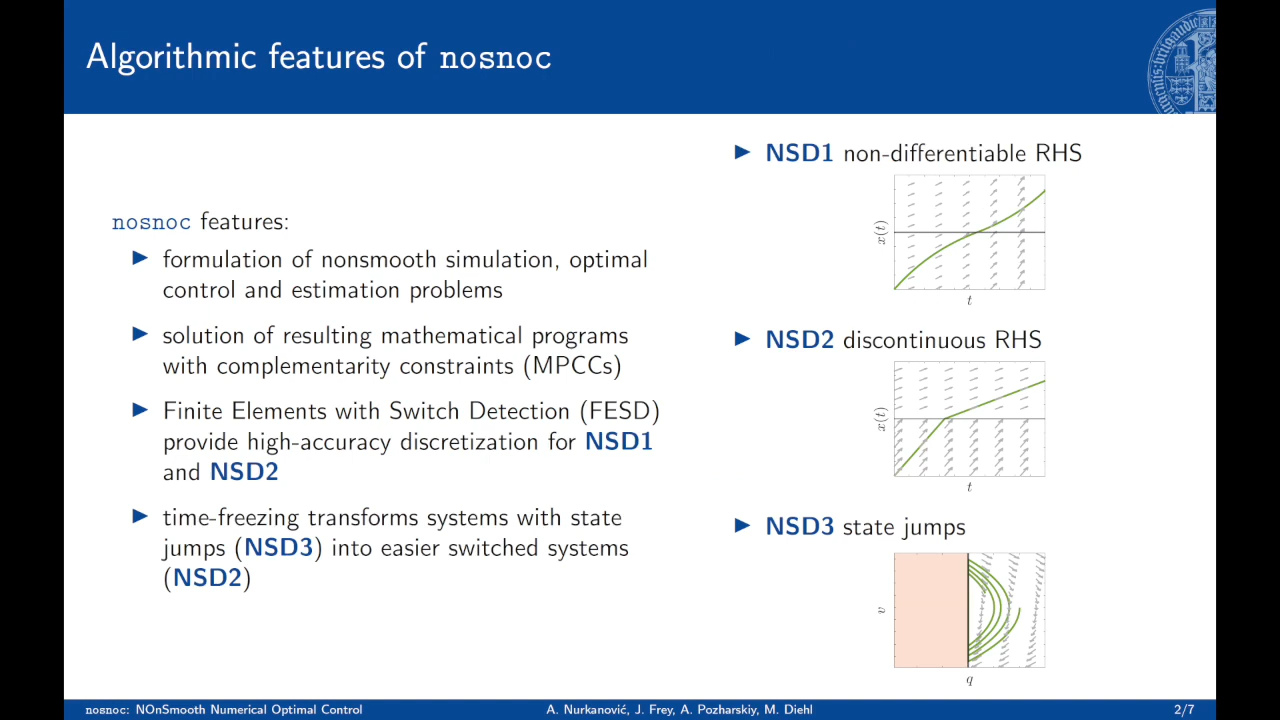 Algorithmic features of nosnoc
nosnoc features:
▶ formulation of nonsmooth simulation, optimal
control and estimation problems
▶ solution of resulting mathematical programs
with complementarity constraints (MPCCs)
▶ Finite Elements with Switch Detection (FESD)
provide high-accuracy discretization for NSD1
and NSD2
▶ time-freezing transforms systems with state
jumps (NSD3) into easier switched systems
(NSD2)
▶ NSD1 non-differentiable RHS
x(t)
t
▶ NSD2 discontinuous RHS
x(t)
t
▶ NSD3 state jumps
v
q
nosnoc: NOnSmooth Numerical Optimal Control
A. Nurkanović, J. Frey, A. Pozharskiy, M. Diehl
2/7